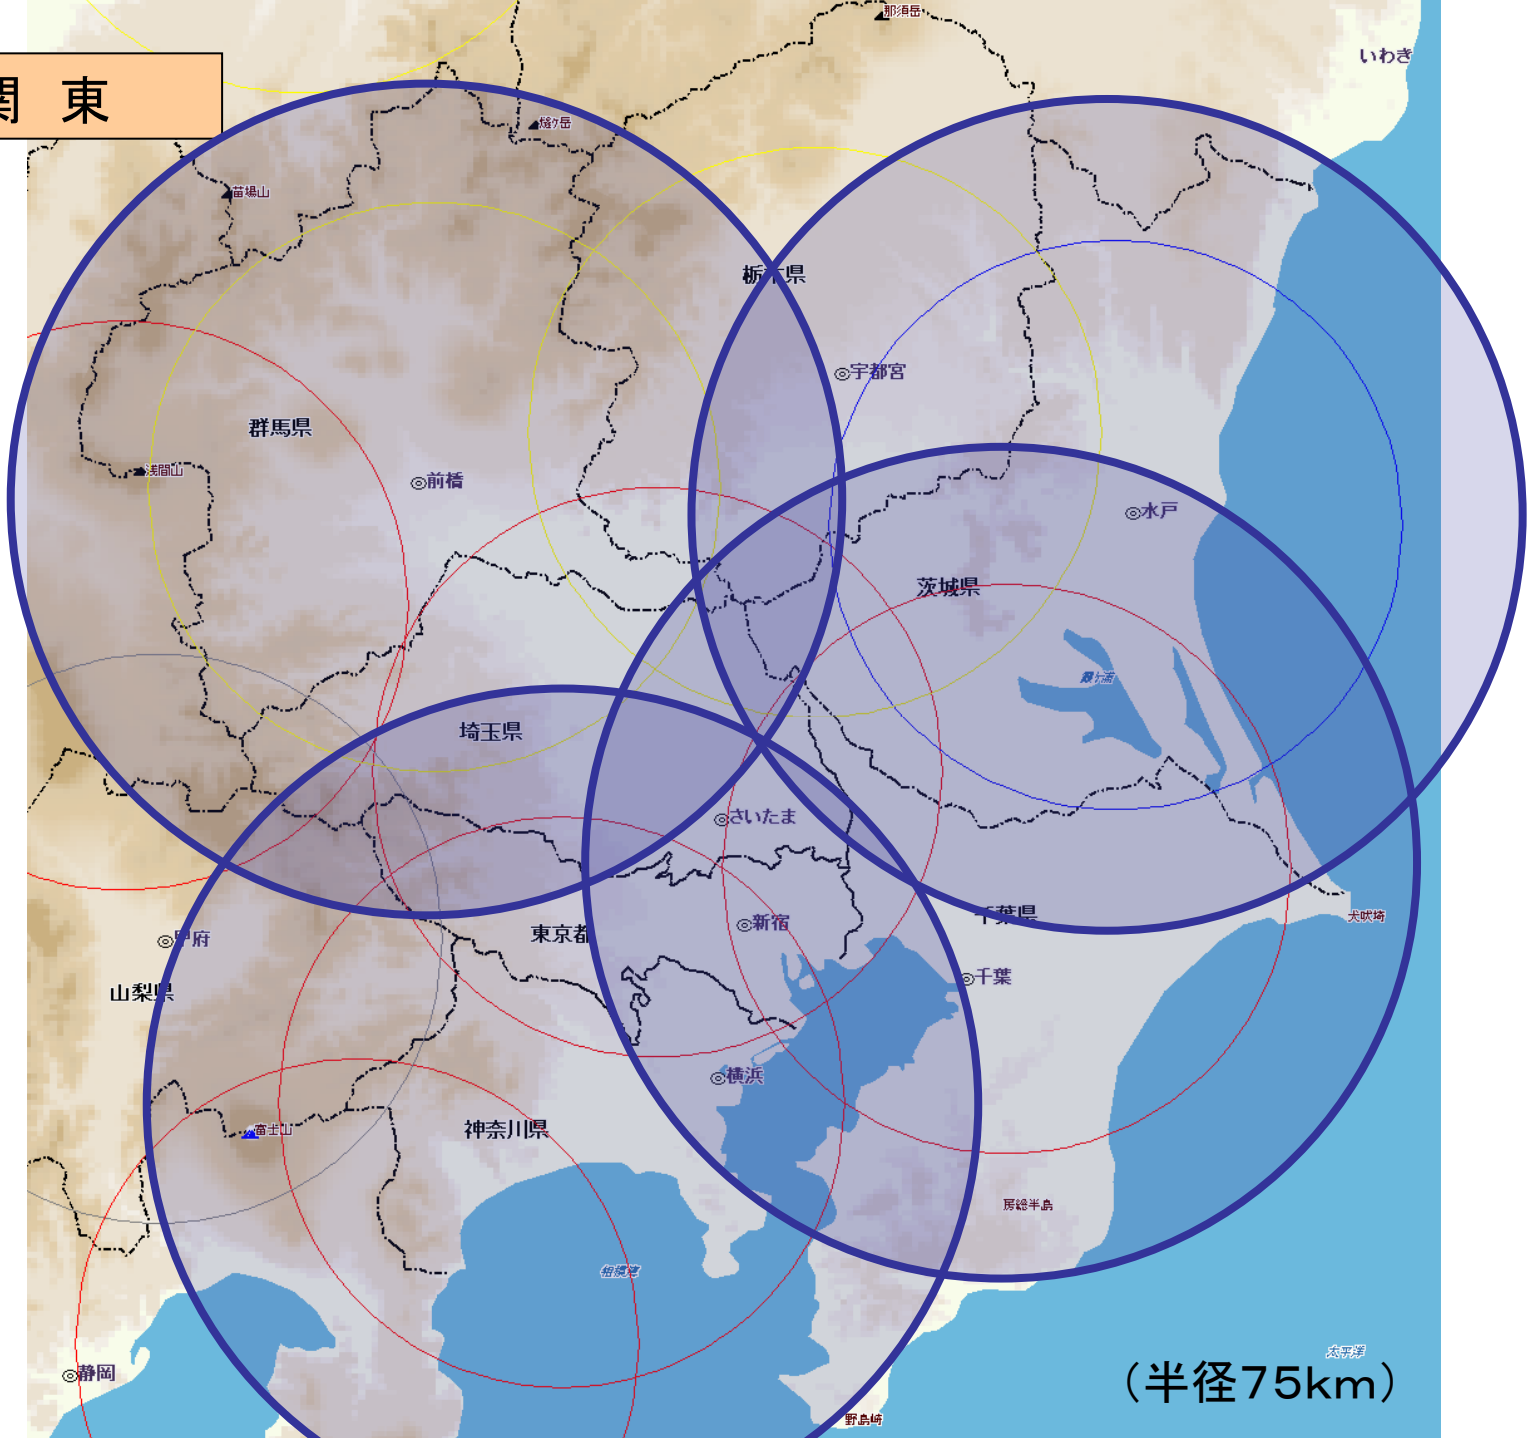 那須岳
いわき
関 東
燧ケ岳
苗場山
栃木県
宇都宮
群馬県
浅間山
前橋
水戸
茨城県
霞ケ浦
埼玉県
さいたま
犬吠埼
千葉県
新宿
東京都
甲府
千葉
山梨県
横浜
富士山
神奈川県
房総半島
相模湾
太平洋
静岡
（半径75km）
野島崎